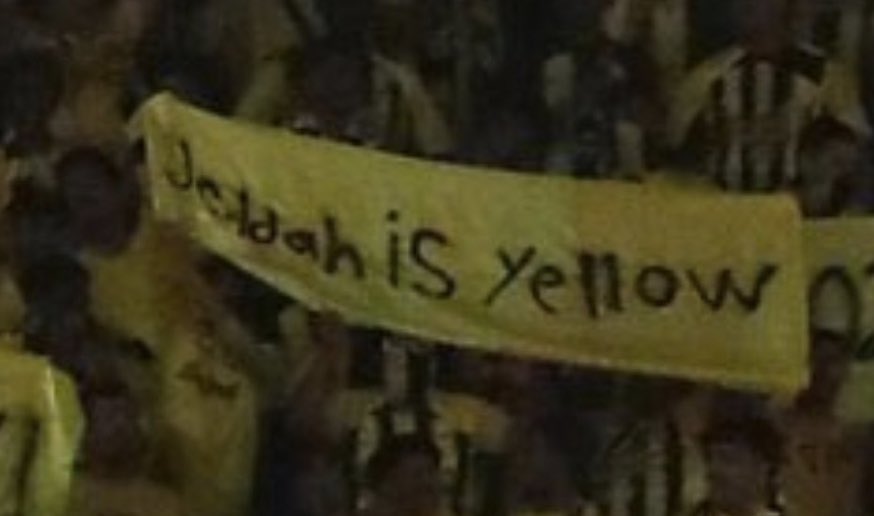 Jeddah is yellow